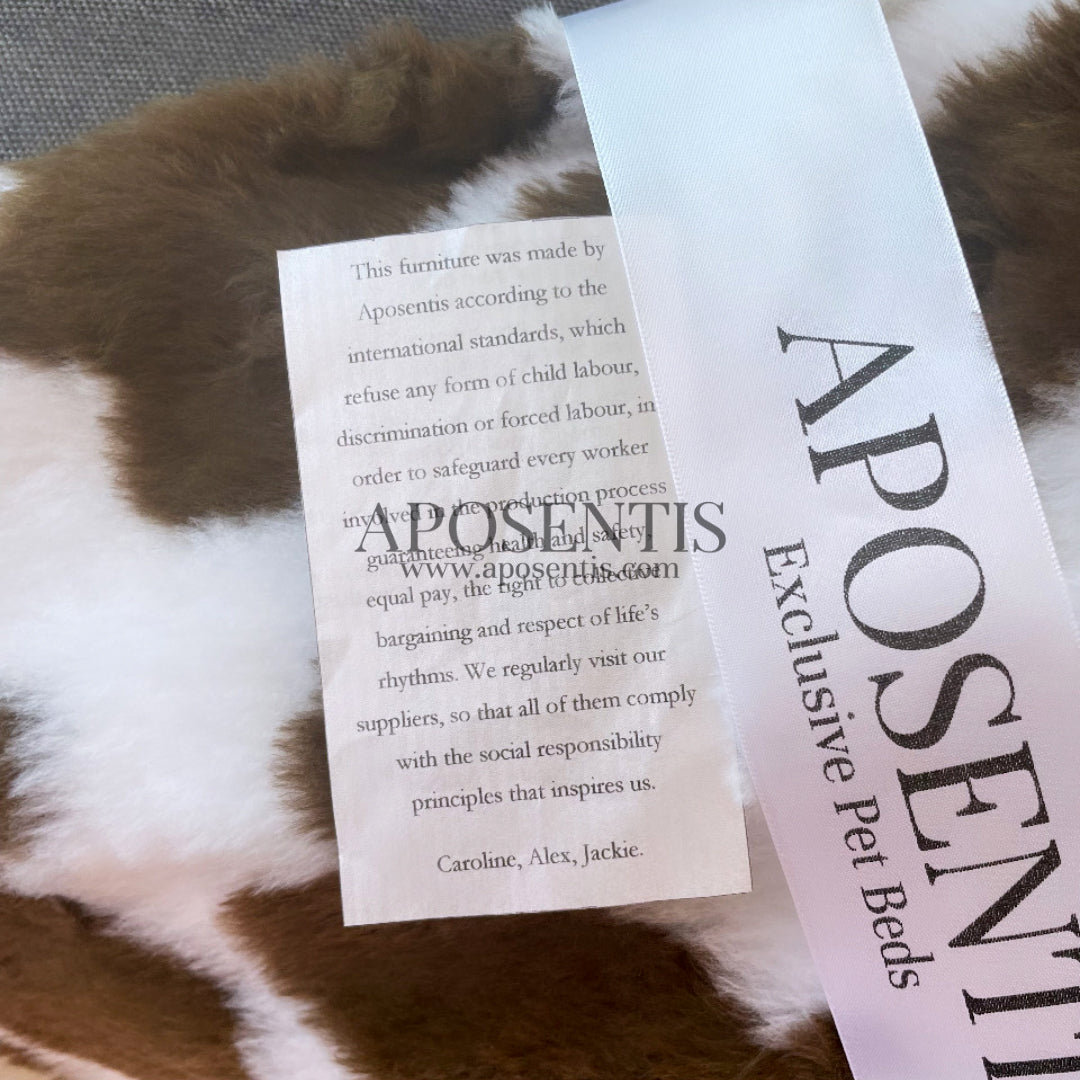 This furniture was made by
Aposentis according to the
international standards, which
refuse any form of child labour,
discrimination or forced labour, in
order to safeguard every worker
involved in the production process
guaranteeing health and safety,
equal pay, the right to collective
bargaining and respect of life's
rhythms. We regularly visit our
suppliers, so that all of them comply
with the social responsibility
principles that inspires us.
Caroline, Alex, Jackie.
APOSENTIS
www.aposentis.com
APOSENTI
Exclusive Pet Beds